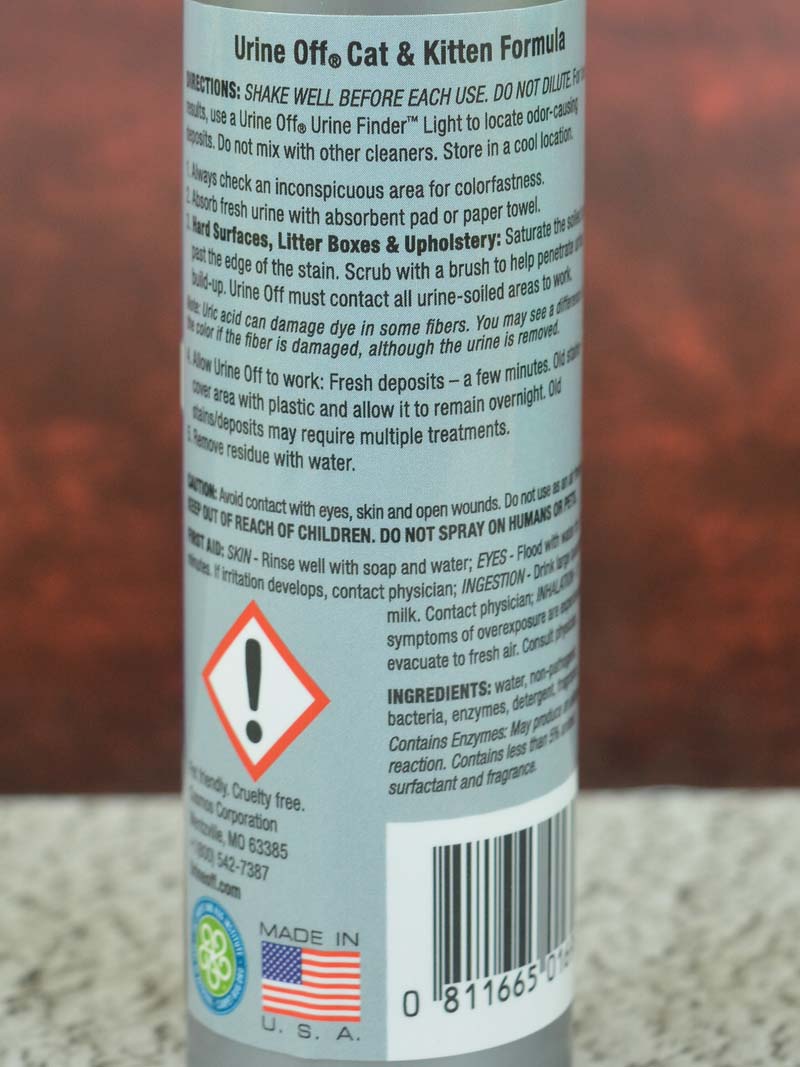 Urine Off® Cat & Kitten Formula
DIRECTIONS: SHAKE WELL BEFORE EACH USE. DO NOT DILUTE. For
results, use a Urine Off® Urine Finder™ Light to locate odor-causing
deposits. Do not mix with other cleaners. Store in a cool location.
1. Always check an inconspicuous area for colorfastness.
2. Absorb fresh urine with absorbent pad or paper towel.
3. Hard Surfaces, Litter Boxes & Upholstery: Saturate the soiled
past the edge of the stain. Scrub with a brush to help penetrate
build-up. Urine Off must contact all urine-soiled areas to work.
Note: Uric acid can damage dye in some fibers. You may see a difference
the color if the fiber is damaged, although the urine is removed.
4. Allow Urine Off to work: Fresh deposits – a few minutes. Old
cover area with plastic and allow it to remain overnight. Old
stains/deposits may require multiple treatments.
5. Remove residue with water.
CAUTION: Avoid contact with eyes, skin and open wounds. Do not use as an
KEEP OUT OF REACH OF CHILDREN. DO NOT SPRAY ON HUMANS OR PETS.
FIRST AID: SKIN - Rinse well with soap and water; EYES - Flood with
minutes. If irritation develops, contact physician; INGESTION - Drink large
milk. Contact physician; INHALATION
symptoms of overexposure are
evacuate to fresh air. Consult
INGREDIENTS: water,
bacteria, enzymes, detergent,
Contains Enzymes: May produce
reaction. Contains less than 5%
surfactant and fragrance.
friendly. Cruelty free.
Corporation
Wentzville, MO 63385
(800) 542-7387
MADE IN
U. S. A.
0 811665